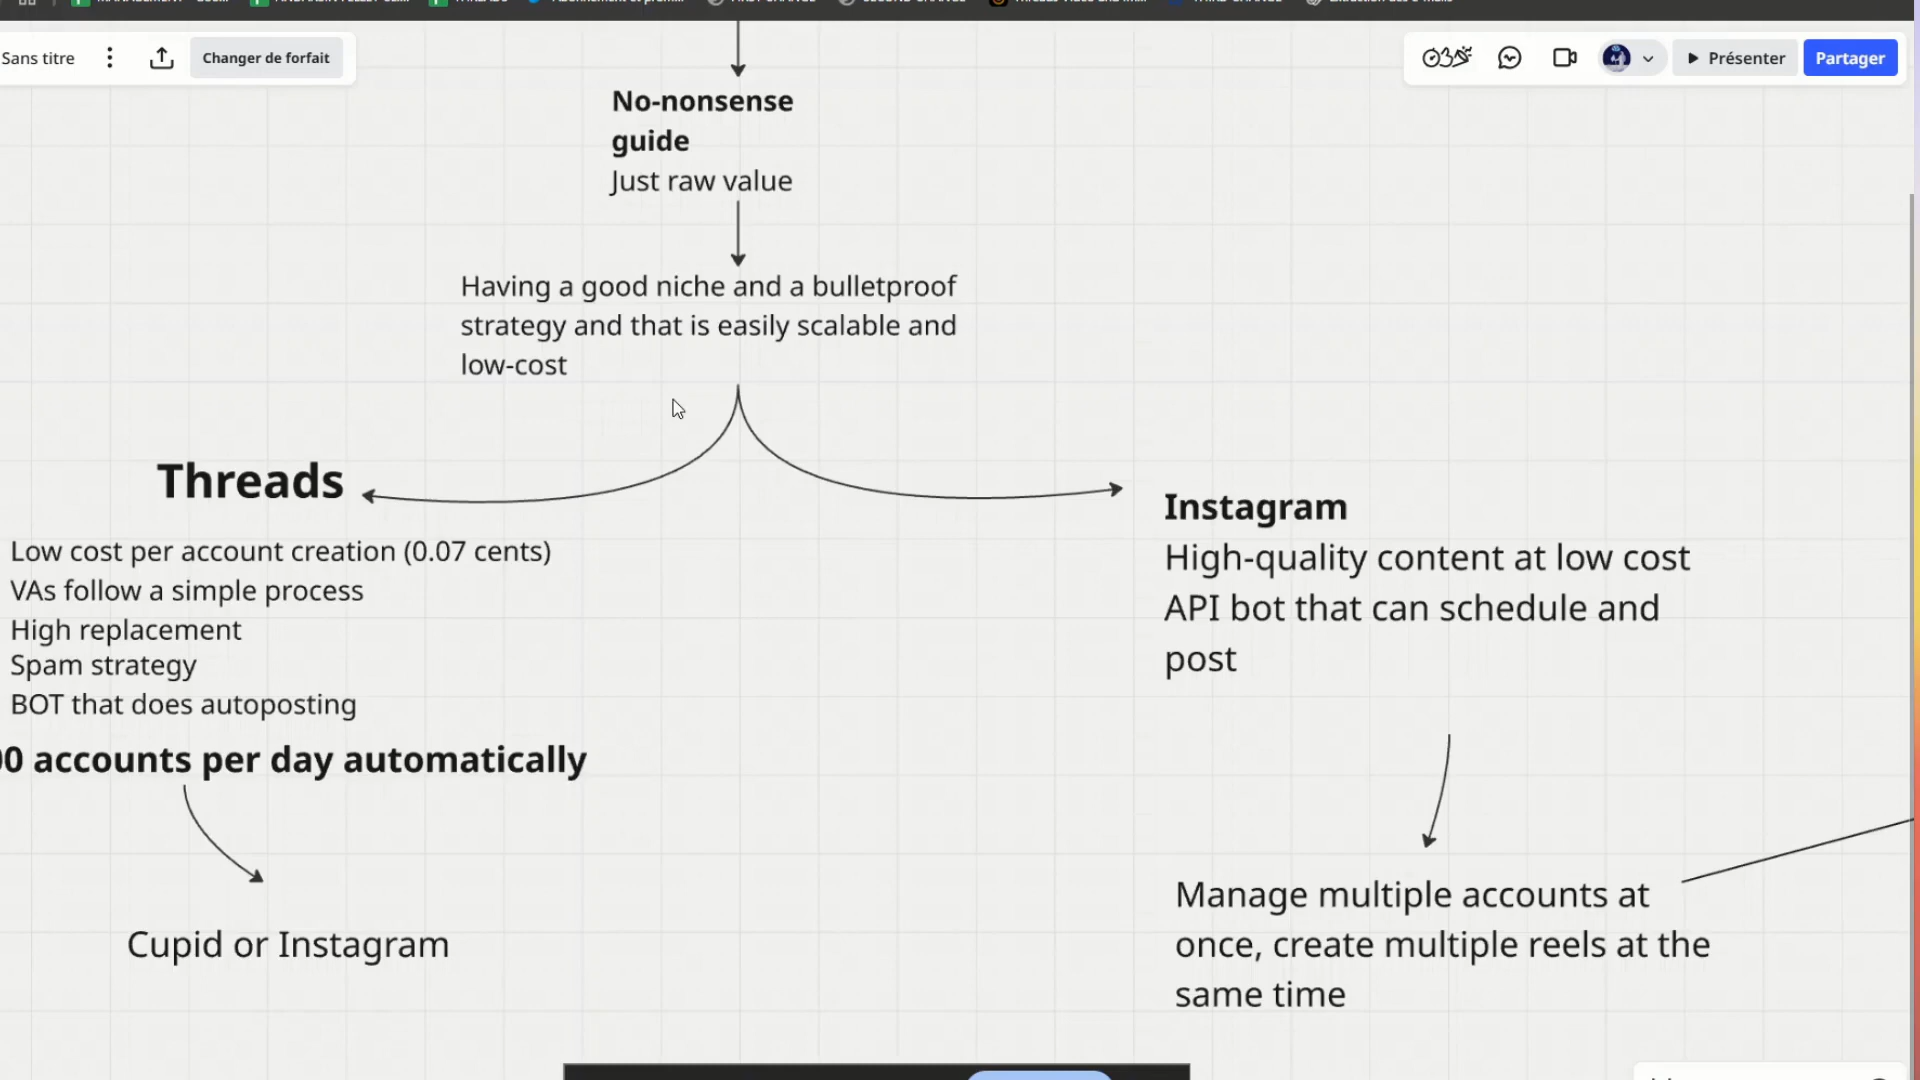 Sans titre
Changer de forfait
Présenter
Partager
No-nonsense
guide
Just raw value
Having a good niche and a bulletproof
strategy and that is easily scalable and
low-cost
Threads
Low cost per account creation (0.07 cents)
VAs follow a simple process
High replacement
Spam strategy
BOT that does autoposting
00 accounts per day automatically
Cupid or Instagram
Instagram
High-quality content at low cost
API bot that can schedule and
post
Manage multiple accounts at
once, create multiple reels at the
same time